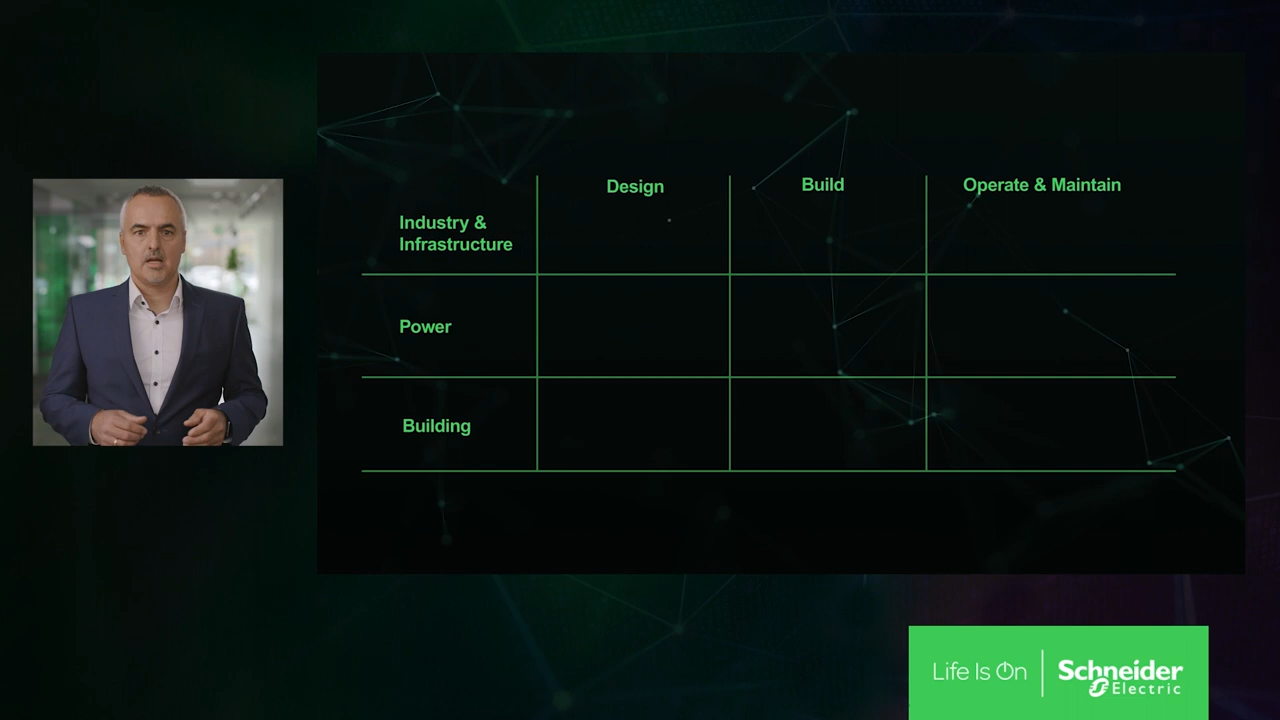 Design
Build
Operate & Maintain
Industry &
Infrastructure
Power
Building
Life Is On
Schneider
Electric